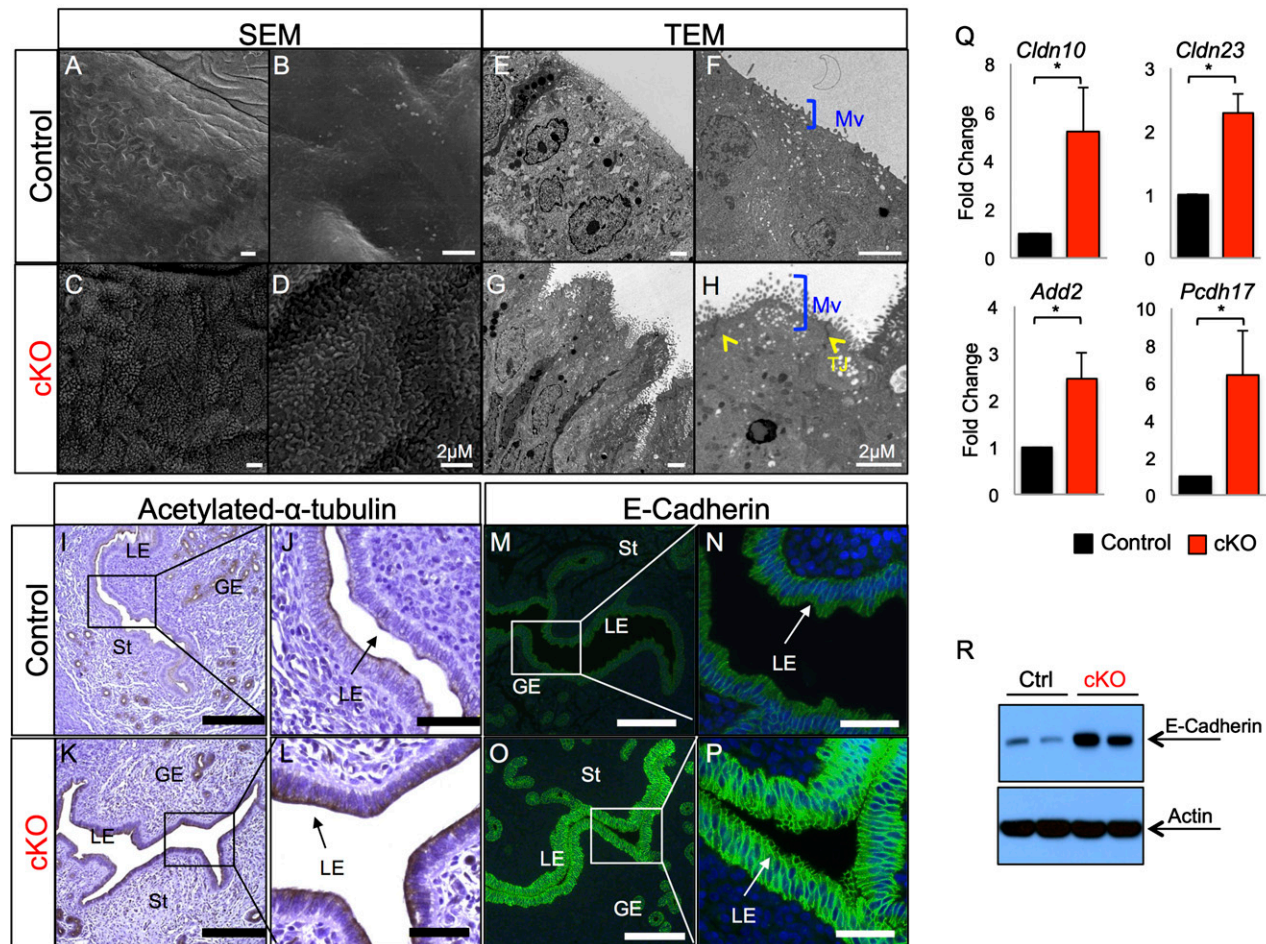 SEM TEM
Control
A B E F
Mv
cKO
C D G H
Mv
TJ
2µM 2µM
Acetylated-α-tubulin E-Cadherin
Control
I J M N
LE GE St
LE St LE
GE LE
cKO
K L O P
GE St
LE LE LE
St GE LE
Q
Cldn10 Cldn23
Fold Change
8 6 4 2 0
*
3 2 1 0
*
Add2 Pcdh17
Fold Change
4 3 2 1 0
*
10 8 6 4 2 0
*
Control cKO
R
Ctrl cKO
E-Cadherin
Actin